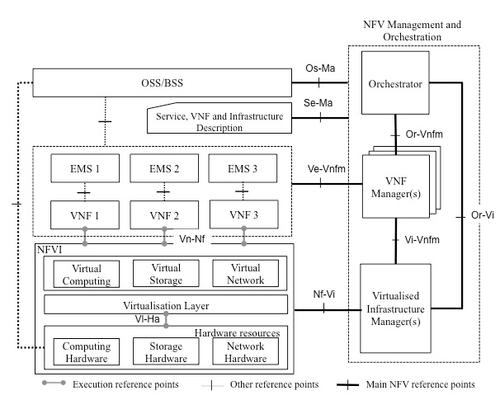 NFV Management and
Orchestration
Os-Ma
OSS/BSS
Orchestrator
Se-Ma
Service, VNF and Infrastructure
Description
Or-Vnfm
EMS 1
EMS 2
EMS 3
Ve-Vnfm
VNF
Manager(s)
VNF 1
VNF 2
VNF 3
Or-Vi
Vn-Nf
Vi-Vnfm
NFVI
Virtual
Computing
Virtual
Storage
Virtual
Network
Nf-Vi
Virtualised
Infrastructure
Manager(s)
Virtualisation Layer
Vl-Ha
Hardware resources
Computing
Hardware
Storage
Hardware
Network
Hardware
Execution reference points
Other reference points
Main NFV reference points